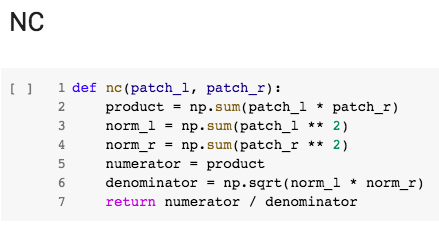 NC
[ ] 1 def nc(patch_l, patch_r):
2     product = np.sum(patch_l * patch_r)
3     norm_l = np.sum(patch_l ** 2)
4     norm_r = np.sum(patch_r ** 2)
5     numerator = product
6     denominator = np.sqrt(norm_l * norm_r)
7     return numerator / denominator